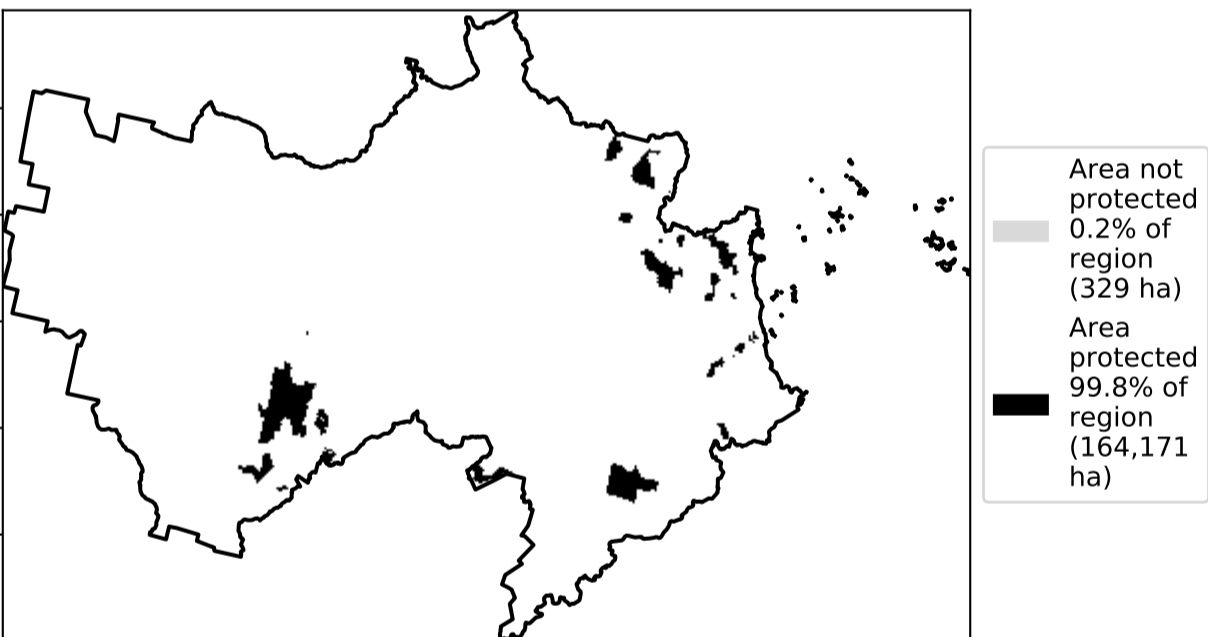 Area not
protected
0.2% of
region
(329 ha)
Area
protected
99.8% of
region
(164,171
ha)